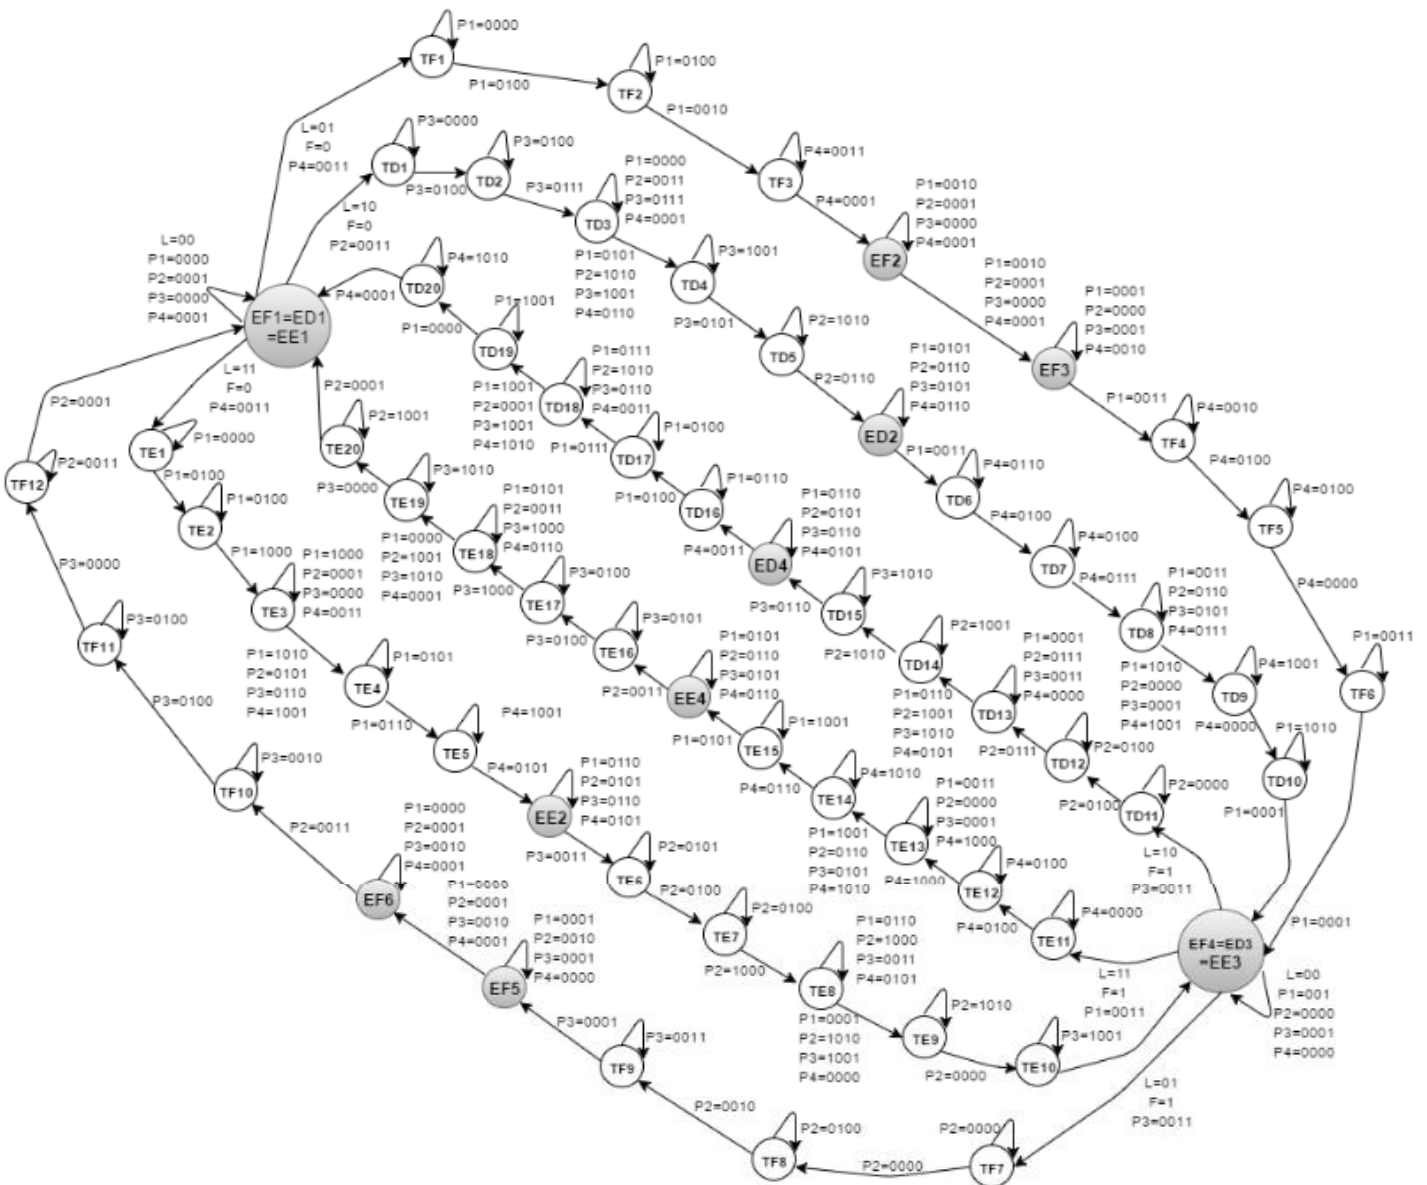 P1=0000
TF1
P1=0100
P1=0100
TF2
P1=0010
L=01
F=0
P4=0011
P3=0000
TD1
P3=0100
P3=0100
TD2
P3=0111
P1=0000
P2=0011
P3=0111
P4=0001
TD3
P4=0011
TF3
P4=0001
P1=0010
P2=0001
P3=0000
P4=0001
EF2
L=10
F=0
P2=0011
L=00
P1=0000
P2=0001
P3=0000
P4=0001
EF1=ED1
=EE1
P4=1010
TD20
P4=0001
P1=0101
P2=1010
P3=1001
P4=0110
P3=1001
TD4
P3=0101
P1=0010
P2=0001
P3=0000
P4=0001
P1=0001
P2=0000
P3=0001
P4=0010
EF3
P1=0011
P1=0000
P1=1001
TD19
P2=1010
TD5
P2=0110
P1=1001
P2=0001
P3=1001
P4=1010
P1=0111
P2=1010
P3=0110
P4=0011
TD18
P1=0111
P1=0101
P2=0110
P3=0101
P4=0110
ED2
P1=0011
P4=0010
TF4
P4=0100
L=11
F=0
P4=0011
P2=0001
P2=0001
P2=1001
TE20
P3=0000
P1=0000
TE1
P1=0100
P2=0011
TF12
P1=0100
TD17
P1=0100
P4=0110
TD6
P4=0100
P4=0100
TF5
P4=0000
P1=0100
TE2
P1=1000
P3=1010
TE19
P1=0000
P2=1001
P3=1010
P4=0001
P1=0101
P2=0011
P3=1000
P4=0110
TE18
P3=1000
P1=0110
TD16
P4=0011
P1=0110
P2=0101
P3=0110
P4=0101
ED4
P3=0110
P4=0100
TD7
P4=0111
P1=0011
P2=0110
P3=0101
P4=0111
TD8
P3=0000
P1=1000
P2=0001
P3=0000
P4=0011
TE3
P3=0100
TE17
P3=0100
P3=1010
TD15
P2=1010
P3=0100
TF11
P3=0100
P1=1010
P2=0101
P3=0110
P4=1001
P1=0101
TE4
P1=0110
P3=0101
TE16
P2=0011
P1=0101
P2=0110
P3=0101
P4=0110
EE4
P1=0101
P2=1001
TD14
P1=0110
P2=1001
P3=1010
P4=0101
P1=0001
P2=0111
P3=0011
P4=0000
TD13
P2=0111
P1=1010
P2=0000
P3=0001
P4=1001
P4=1001
TD9
P4=0000
P1=0011
TF6
P1=0001
P4=1001
TE5
P4=0101
P1=1001
TE15
P4=0110
P2=0100
TD12
P2=0100
P1=1010
TD10
P1=0001
P3=0010
TF10
P2=0011
P1=0110
P2=0101
P3=0110
P4=0101
EE2
P3=0011
P4=1010
TE14
P1=1001
P2=0110
P3=0101
P4=1010
P1=0011
P2=0000
P3=0001
P4=1000
TE13
P4=1000
P2=0000
TD11
L=10
F=1
P3=0011
P1=0000
P2=0001
P3=0010
P4=0001
EF6
P1=0000
P2=0001
P3=0010
P4=0001
P2=0101
TE6
P2=0100
P4=0100
TE12
P4=0100
P1=0001
P2=0010
P3=0001
P4=0000
EF5
P3=0001
P2=0100
TE7
P2=1000
P1=0110
P2=1000
P3=0011
P4=0101
TE8
P4=0000
TE11
L=11
F=1
P1=0011
EF4=ED3
=EE3
L=00
P1=001
P2=0000
P3=0001
P4=0000
P1=0001
P2=1010
P3=1001
P4=0000
P2=1010
TE9
P2=0000
P3=1001
TE10
P3=0011
TF9
P2=0010
L=01
F=1
P3=0011
P2=0100
TF8
P2=0000
P2=0000
TF7